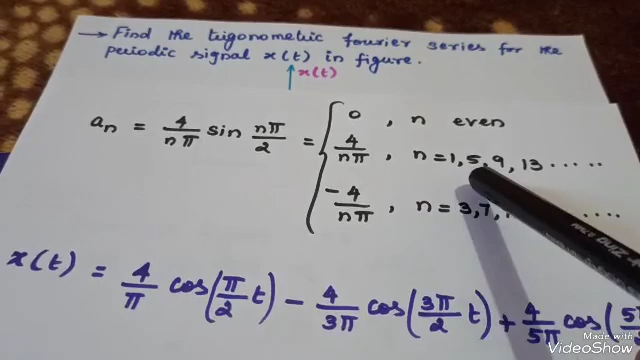 → Find the trigonometric fourier series for the
periodic signal x(t) in figure.
x(t)
aₙ = 4/nπ sin nπ/2 = { 0 , n even
4/nπ , n = 1, 5, 9, 13 .....
-4/nπ , n = 3, 7, ....
x(t) = 4/π cos(π/2 t) - 4/3π cos(3π/2 t) + 4/5π cos(5π
Made with
VideoShow